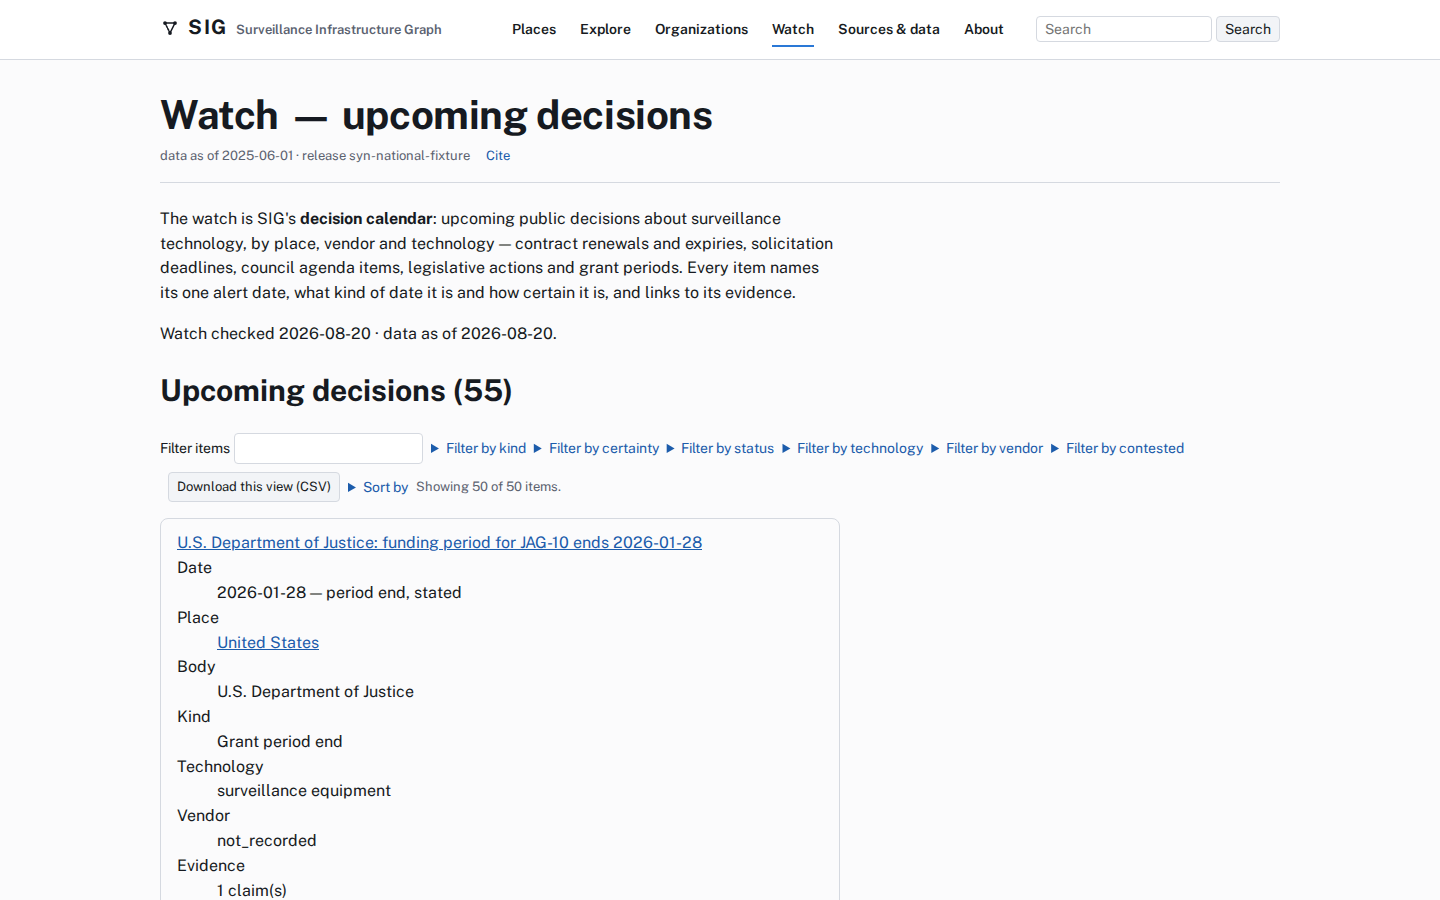 SIG Surveillance Infrastructure Graph Places Explore Organizations Watch Sources & data About Search Search
Watch — upcoming decisions
data as of 2025-06-01 · release syn-national-fixture Cite
The watch is SIG's decision calendar: upcoming public decisions about surveillance
technology, by place, vendor and technology — contract renewals and expiries, solicitation
deadlines, council agenda items, legislative actions and grant periods. Every item names
its one alert date, what kind of date it is and how certain it is, and links to its evidence.
Watch checked 2026-08-20 · data as of 2026-08-20.
Upcoming decisions (55)
Filter items ▶ Filter by kind ▶ Filter by certainty ▶ Filter by status ▶ Filter by technology ▶ Filter by vendor ▶ Filter by contested
Download this view (CSV) ▶ Sort by Showing 50 of 50 items.
U.S. Department of Justice: funding period for JAG-10 ends 2026-01-28
Date
2026-01-28 — period end, stated
Place
United States
Body
U.S. Department of Justice
Kind
Grant period end
Technology
surveillance equipment
Vendor
not_recorded
Evidence
1 claim(s)